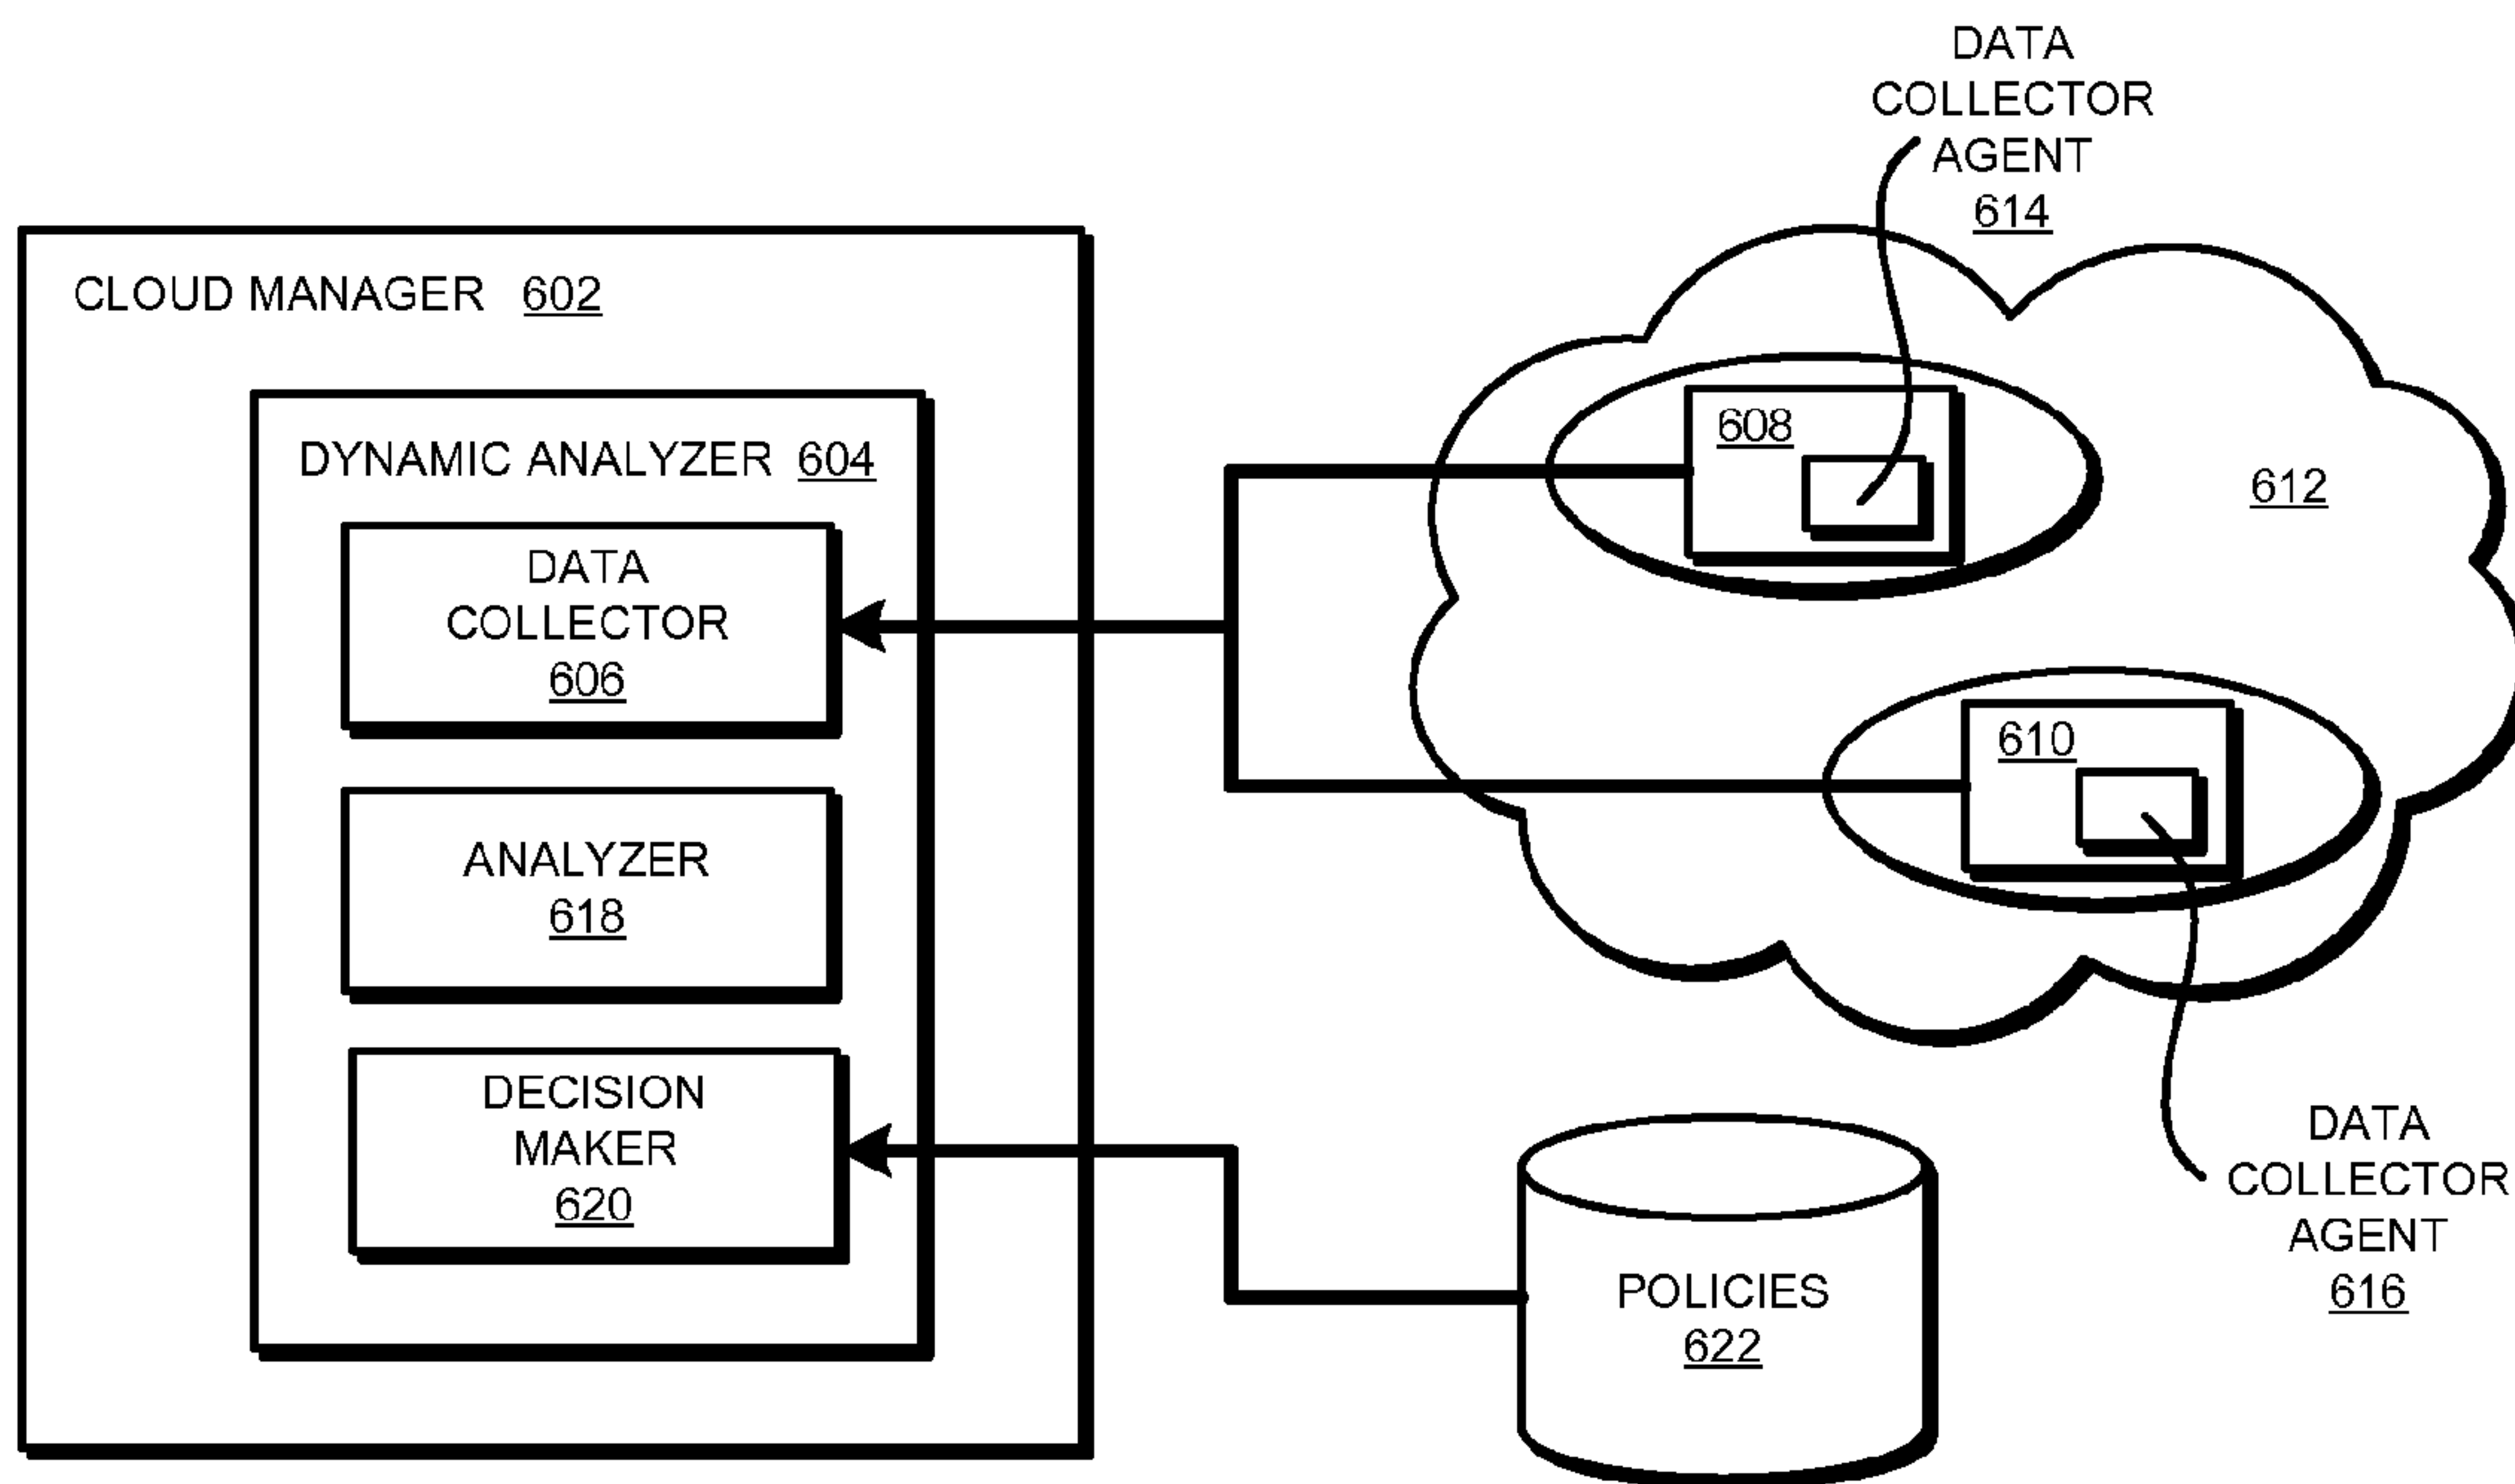 DATA
COLLECTOR
AGENT
614
CLOUD MANAGER 602
DYNAMIC ANALYZER 604
608
612
DATA
COLLECTOR
606
610
ANALYZER
618
DECISION
MAKER
620
DATA
COLLECTOR
AGENT
616
POLICIES
622